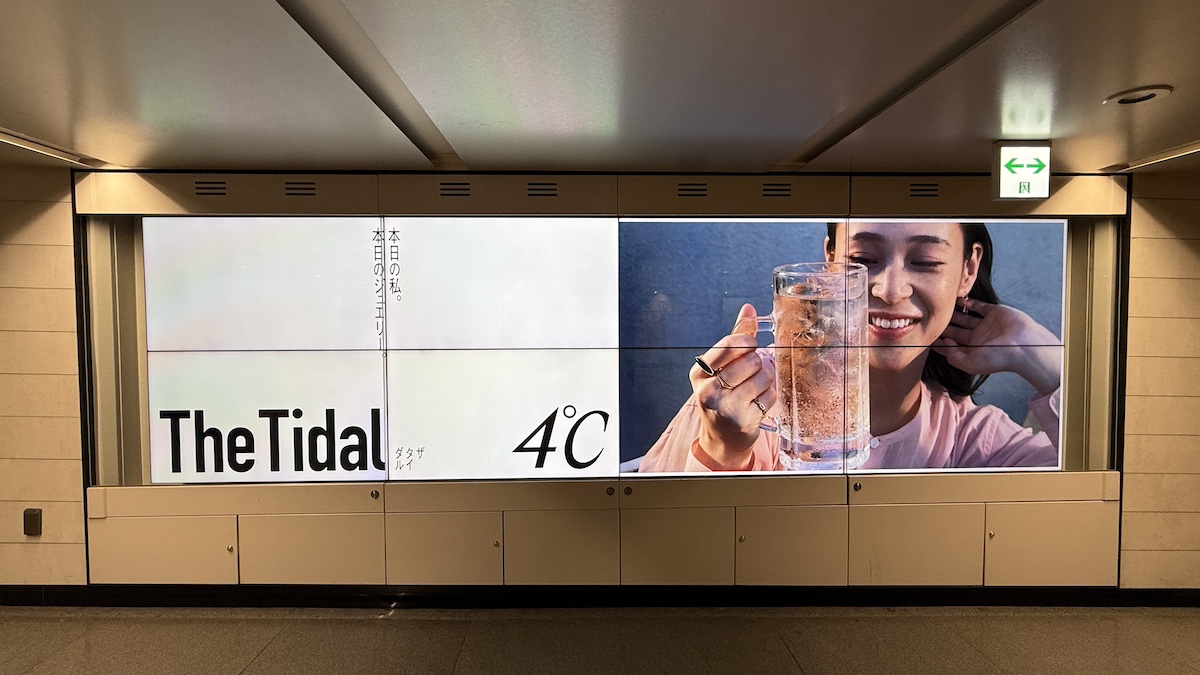 本日の私。
本日のジュエリー。
The Tidal
ザ
タイ
ダル
4℃